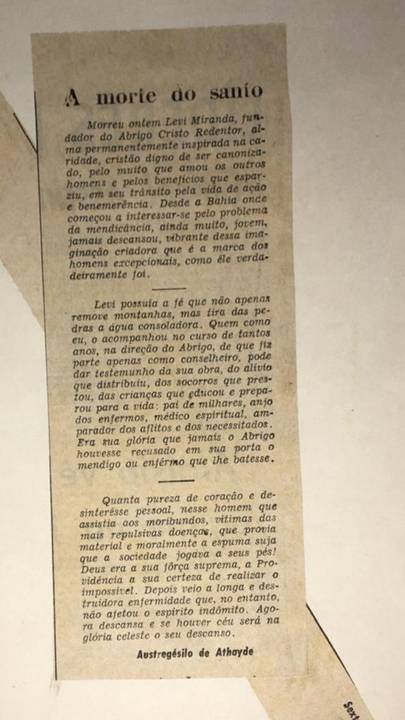 A morte do santo
Morreu ontem Levi Miranda, fun-
dador do Abrigo Cristo Redentor, al-
ma permanentemente inspirada na ca-
ridade, cristão digno de ser canoniza-
do, pelo muito que amou os outros
homens e pelos benefícios que espar-
ziu, em seu trânsito pela vida de ação
e benemerência. Desde a Bahia onde
começou a interessar-se pelo problema
da mendicância, ainda muito, jovem,
jamais descansou, vibrante dessa ima-
ginação criadora que é a marca dos
homens excepcionais, como êle verda-
deiramente foi.
Levi possuia a fé que não apenas
remove montanhas, mas tira das pe-
dras a água consoladora. Quem como
eu, o acompanhou no curso de tantos
anos, na direção do Abrigo, de que fiz
parte apenas como conselheiro, pode
dar testemunho da sua obra, do alívio
que distribuiu, dos socorros que pres-
tou, das crianças que educou e prepa-
rou para a vida: pai de milhares, anjo
dos enfermos, médico espiritual, am-
parador dos aflitos e dos necessitados.
Era sua glória que jamais o Abrigo
houvesse recusado em sua porta o
mendigo ou enfêrmo que lhe batesse.
Quanta pureza de coração e de-
sinterêsse pessoal, nesse homem que
assistia aos moribundos, vítimas das
mais repulsivas doenças, que provia
material e moralmente a espuma suja
que a sociedade jogava a seus pés!
Deus era a sua fôrça suprema, a Pro-
vidência a sua certeza de realizar o
impossível. Depois veio a longa e des-
truidora enfermidade que, no entanto,
não afetou o espírito indômito. Ago-
ra descansa e se houver céu será na
glória celeste o seu descanso.
Austregésilo de Athayde
Sext